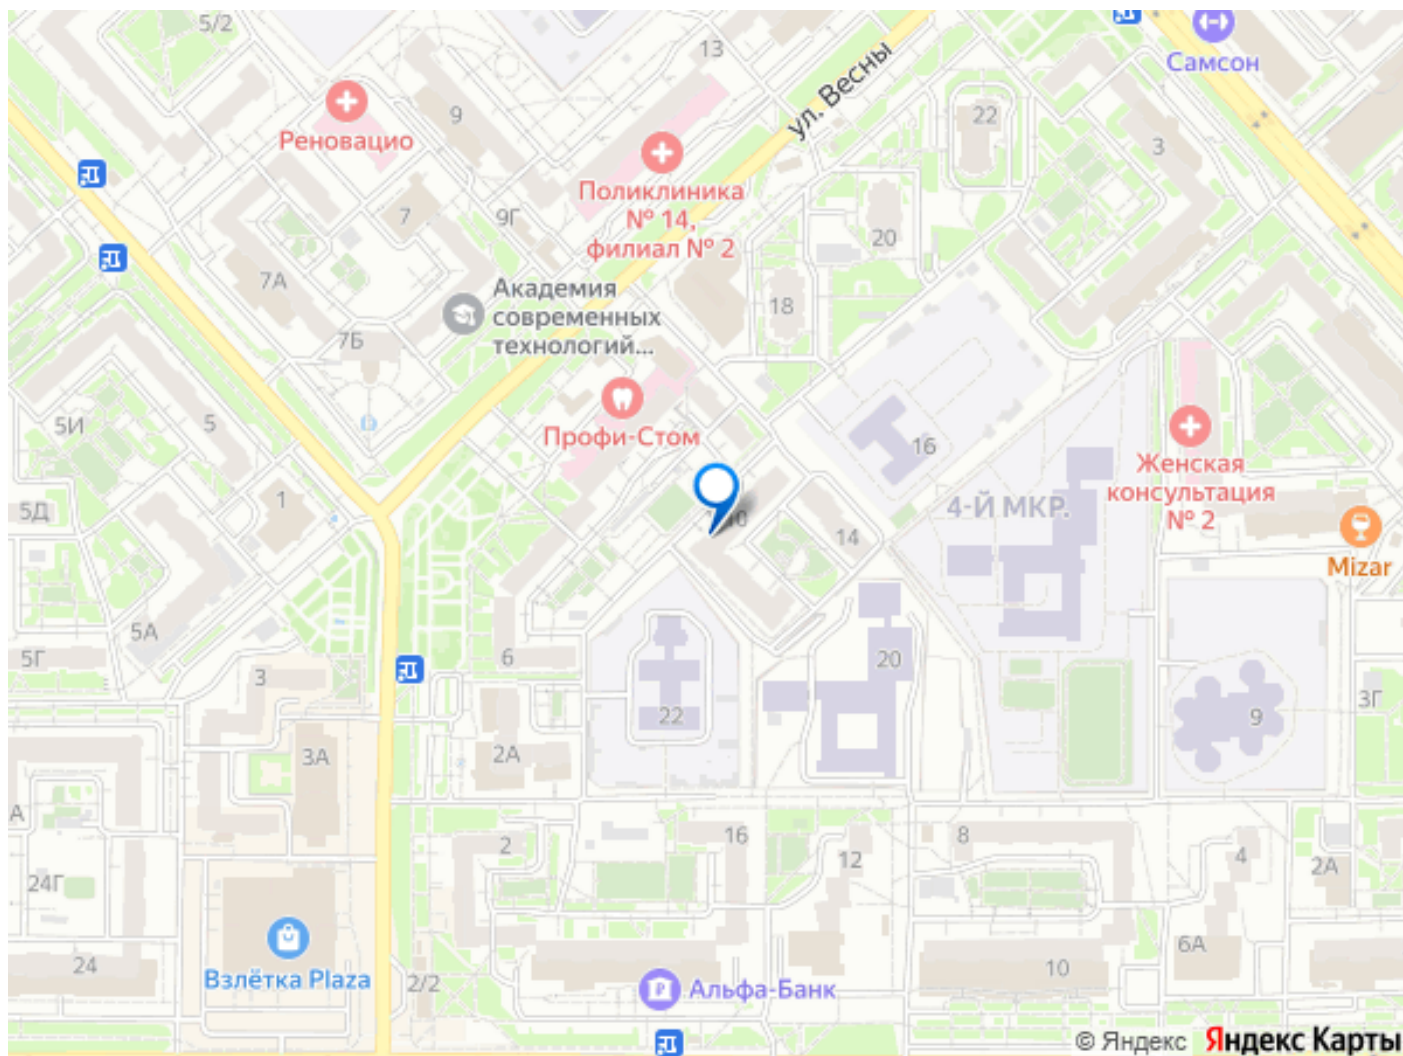 5/2
13
Самсон
ул. Весны
9
22
3
Реновацио
Поликлиника
№ 14,
филиал № 2
7
9Г
20
7А
Академия
современных
технологий...
18
7Б
Профи-Стом
5И
5
16
Женская
консультация
№ 2
1
5Д
4-Й МКР.
10
14
Mizar
5А
5Г
6
20
3
22
9
3Г
3А
2А
А
2
16
12
8
4
2А
24Г
6А
24
Взлётка Plaza
2/2
Альфа-Банк
10
© Яндекс Яндекс Карты